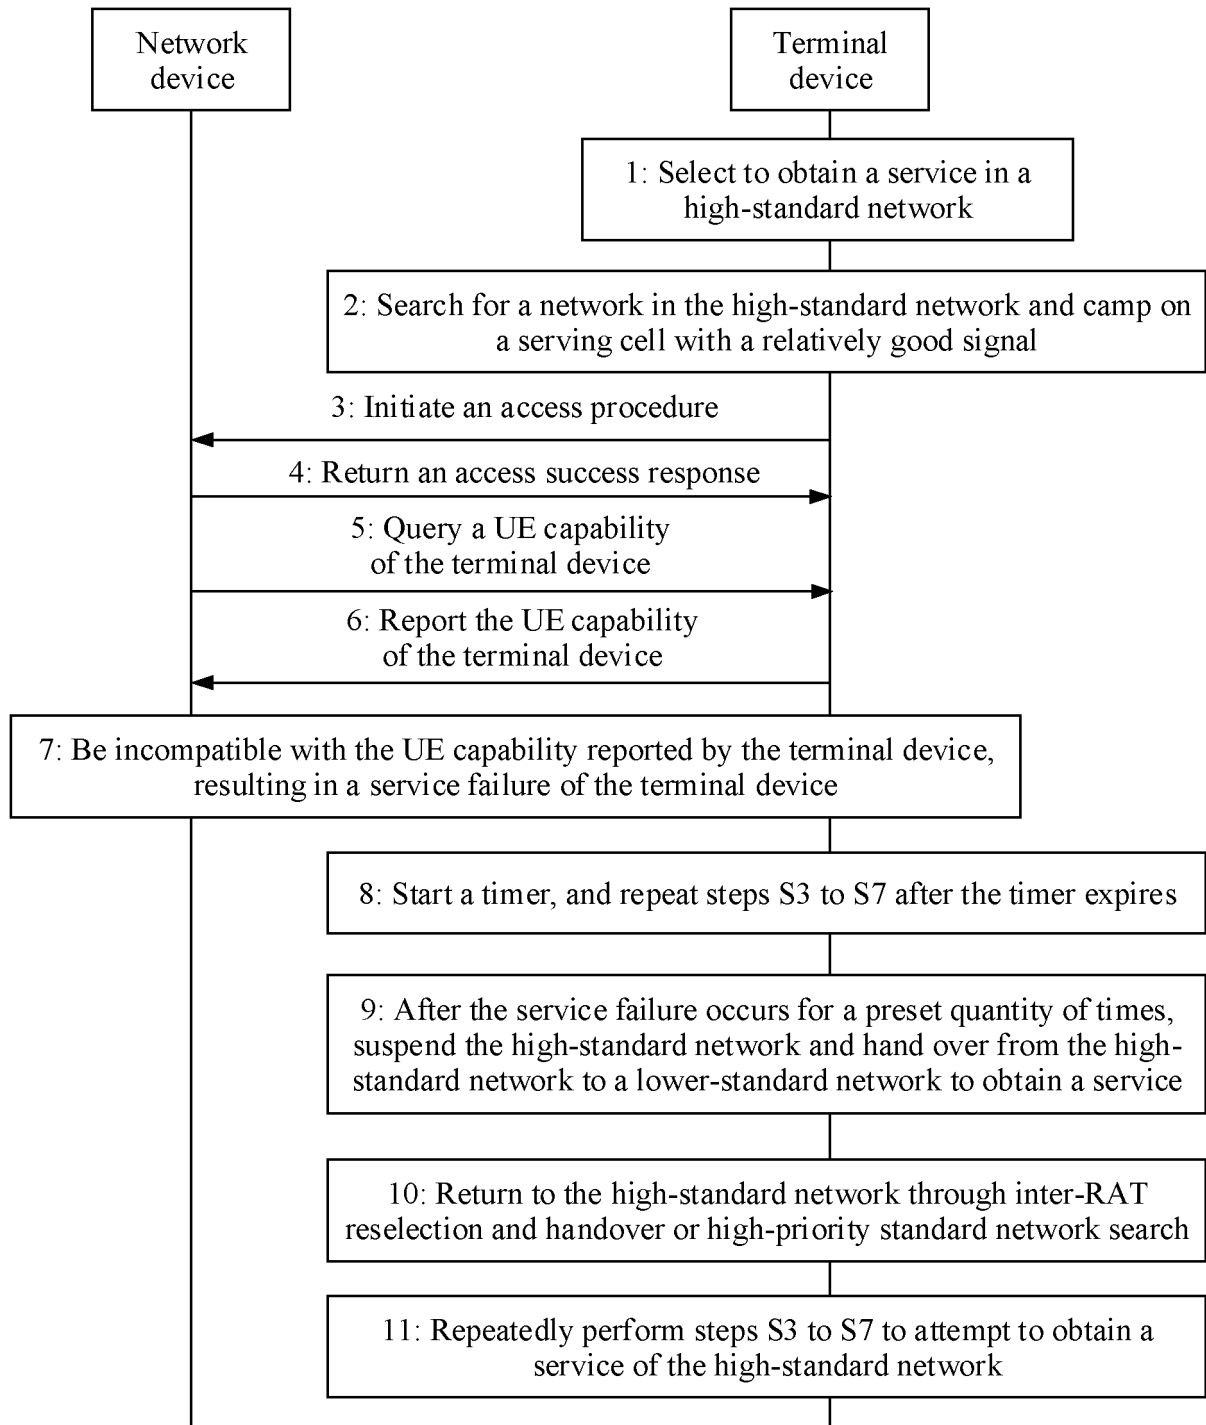 Network
device
Terminal
device
1: Select to obtain a service in a
high-standard network
2: Search for a network in the high-standard network and camp on
a serving cell with a relatively good signal
3: Initiate an access procedure
4: Return an access success response
5: Query a UE capability
of the terminal device
6: Report the UE capability
of the terminal device
7: Be incompatible with the UE capability reported by the terminal device,
resulting in a service failure of the terminal device
8: Start a timer, and repeat steps S3 to S7 after the timer expires
9: After the service failure occurs for a preset quantity of times,
suspend the high-standard network and hand over from the high-
standard network to a lower-standard network to obtain a service
10: Return to the high-standard network through inter-RAT
reselection and handover or high-priority standard network search
11: Repeatedly perform steps S3 to S7 to attempt to obtain a
service of the high-standard network